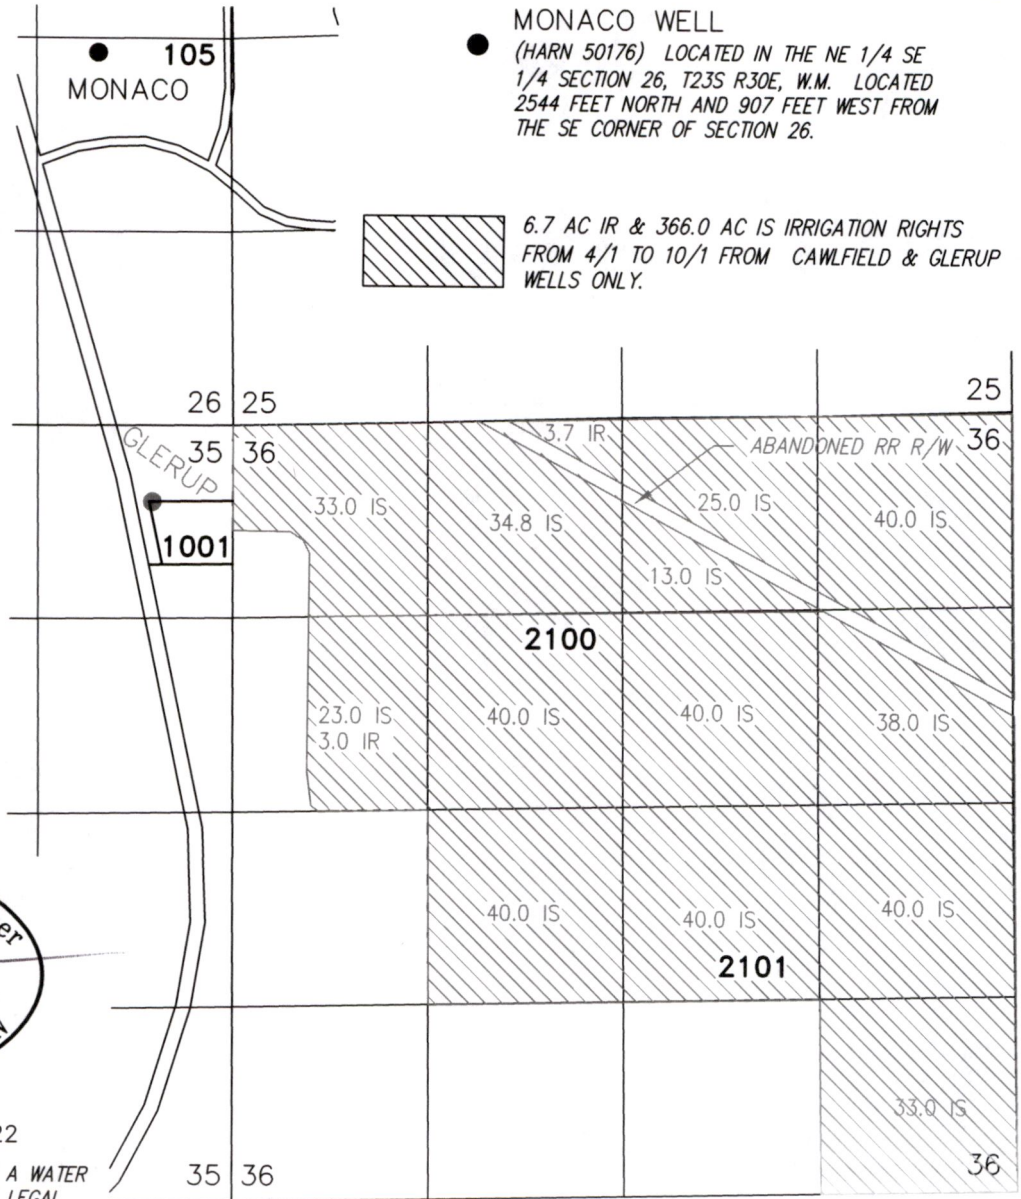 MONACO WELL
(HARN 50176) LOCATED IN THE NE 1/4 SE
1/4 SECTION 26, T23S R30E, W.M. LOCATED
2544 FEET NORTH AND 907 FEET WEST FROM
THE SE CORNER OF SECTION 26.
105
MONACO
6.7 AC IR & 366.0 AC IS IRRIGATION RIGHTS
FROM 4/1 TO 10/1 FROM CAWLFIELD & GLERUP
WELLS ONLY.
26 25
25
35 36
36
GLERUP
3.7 IR
ABANDONED RR R/W
33.0 IS
34.8 IS
25.0 IS
40.0 IS
1001
13.0 IS
2100
23.0 IS
3.0 IR
40.0 IS
40.0 IS
38.0 IS
40.0 IS
40.0 IS
40.0 IS
2101
er
33.0 IS
22
A WATER
LEGAL
35 36
36